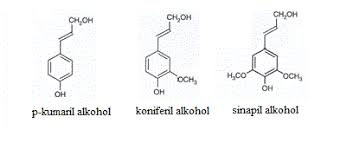 CH₂OH
OH
p-kumaril alkohol
CH₂OH
OCH₃
OH
koniferil alkohol
CH₂OH
H₃CO
OCH₃
OH
sinapil alkohol